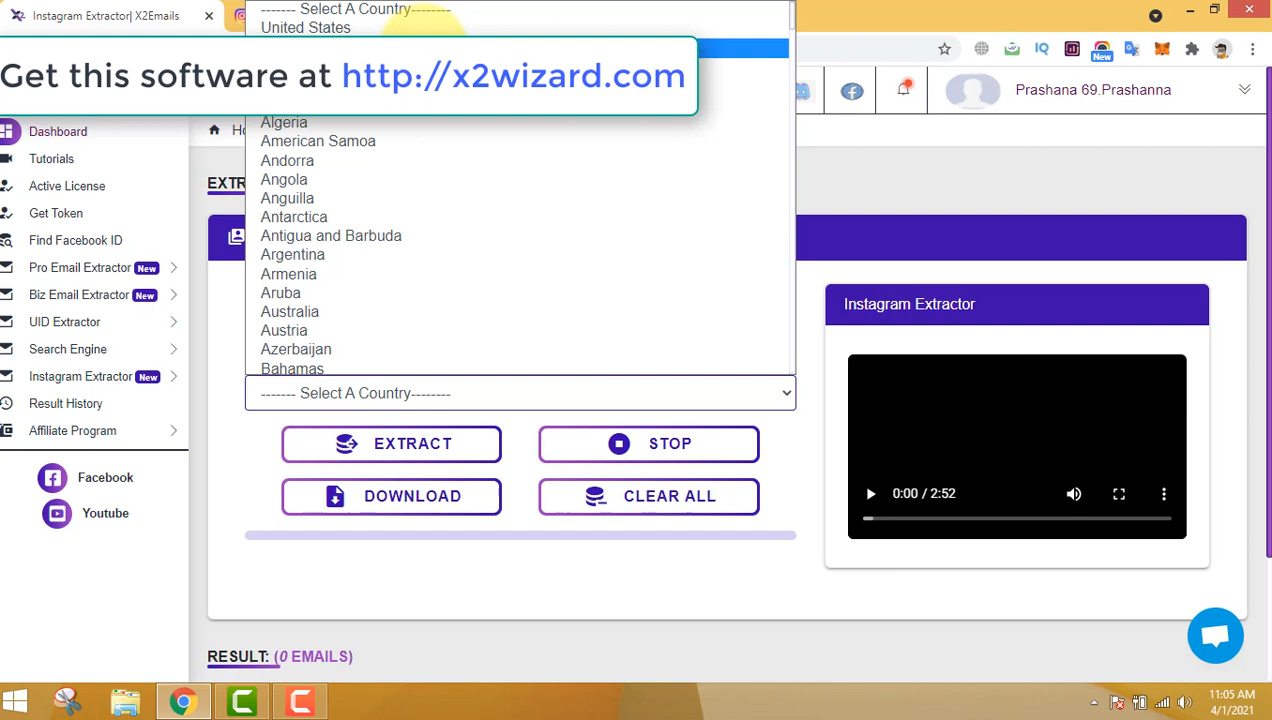 Instagram Extractor| X2Emails
------- Select A Country--------
United States
Get this software at http://x2wizard.com
New
Prashana 69.Prashanna
Algeria
American Samoa
Andorra
Angola
Anguilla
Antarctica
Antigua and Barbuda
Argentina
Armenia
Aruba
Australia
Austria
Azerbaijan
Bahamas
------- Select A Country--------
Dashboard
Tutorials
Active License
Get Token
Find Facebook ID
Pro Email Extractor New
Biz Email Extractor New
UID Extractor
Search Engine
Instagram Extractor New
Result History
Affiliate Program
Facebook
Youtube
Ho
EXTR
EXTRACT
STOP
DOWNLOAD
CLEAR ALL
Instagram Extractor
0:00 / 2:52
RESULT: (0 EMAILS)
11:05 AM
4/1/2021